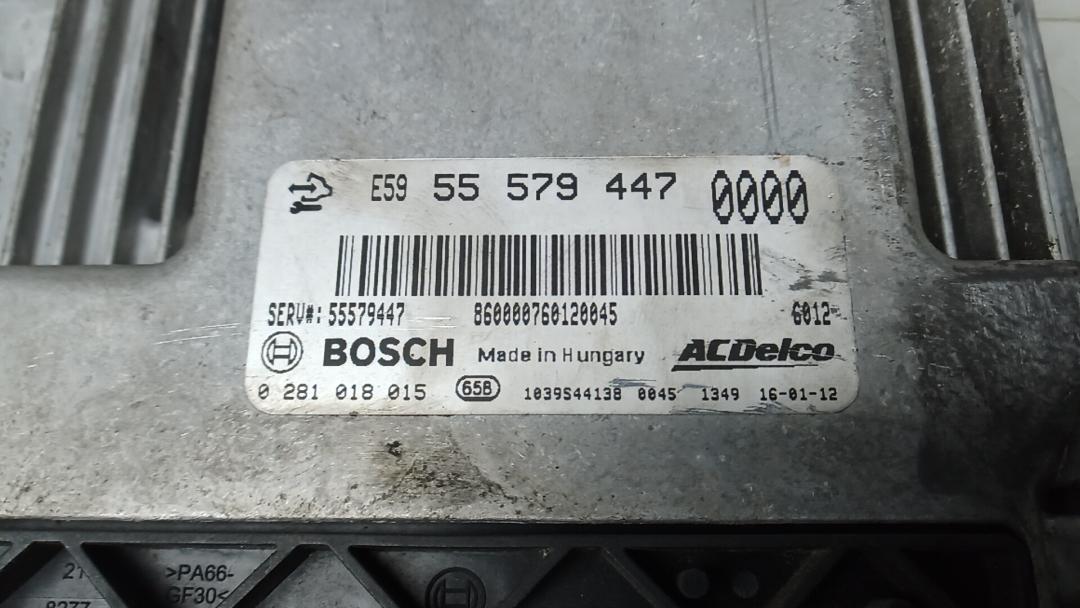 E59 55 579 447 0000
SERV#: 55579447 860000760120045 6012
BOSCH Made in Hungary ACDelco
0 281 018 015 65B 1039S44138 0045 1349 16-01-12
>PA66-
GF30<